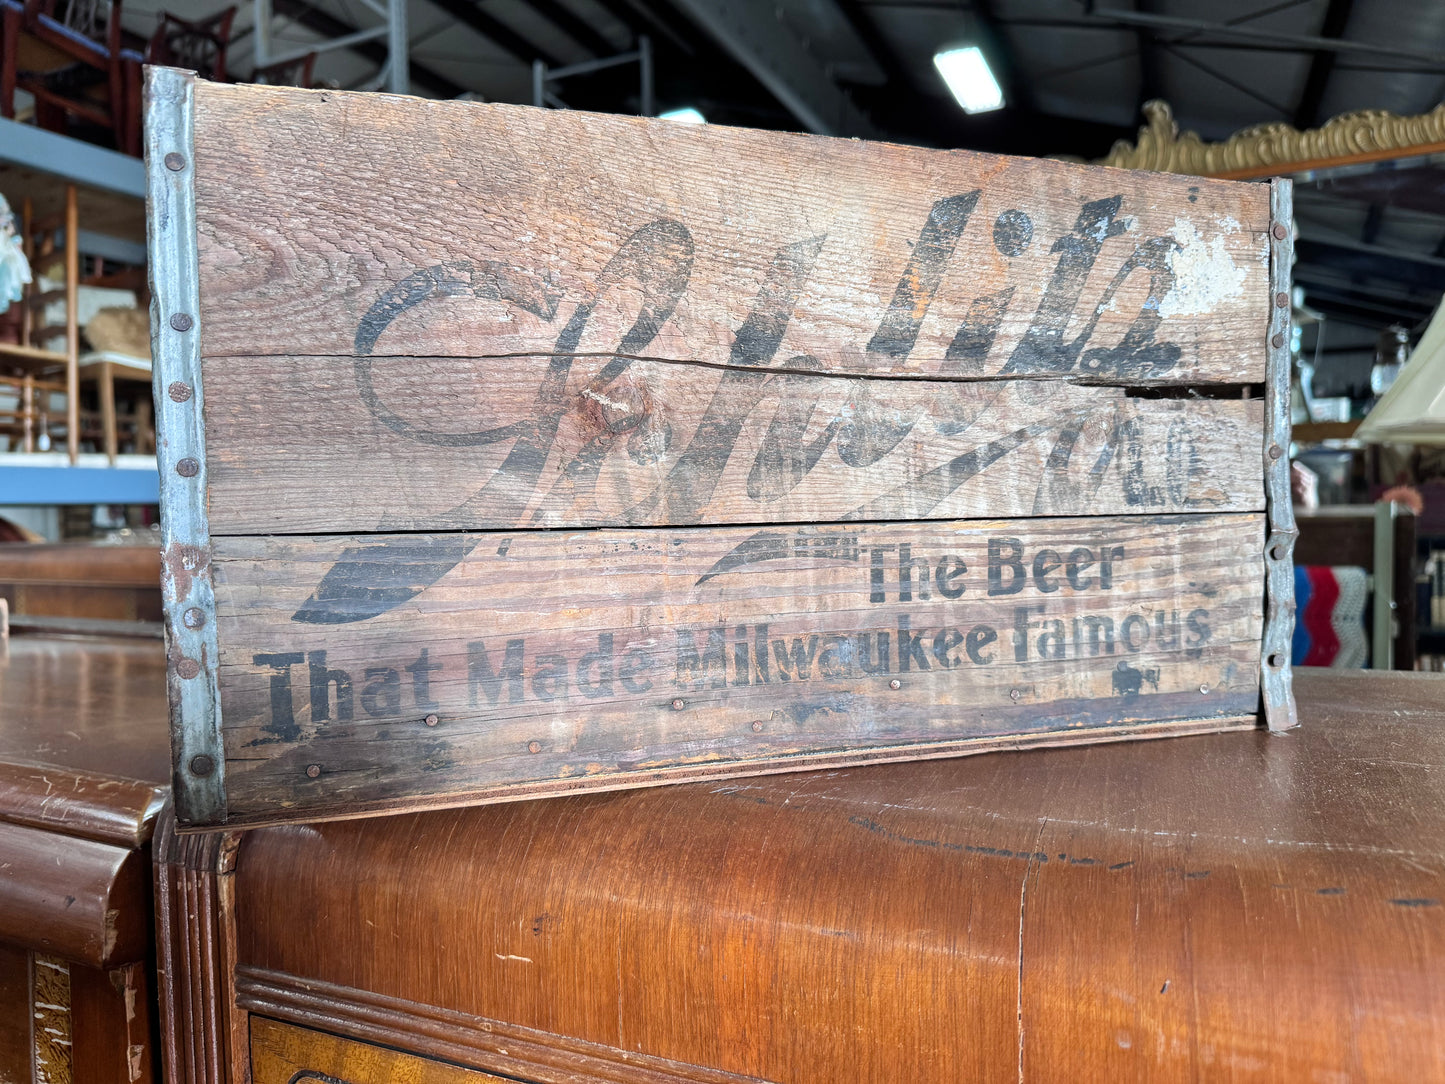 Schlitz
The Beer
That Made Milwaukee Famous